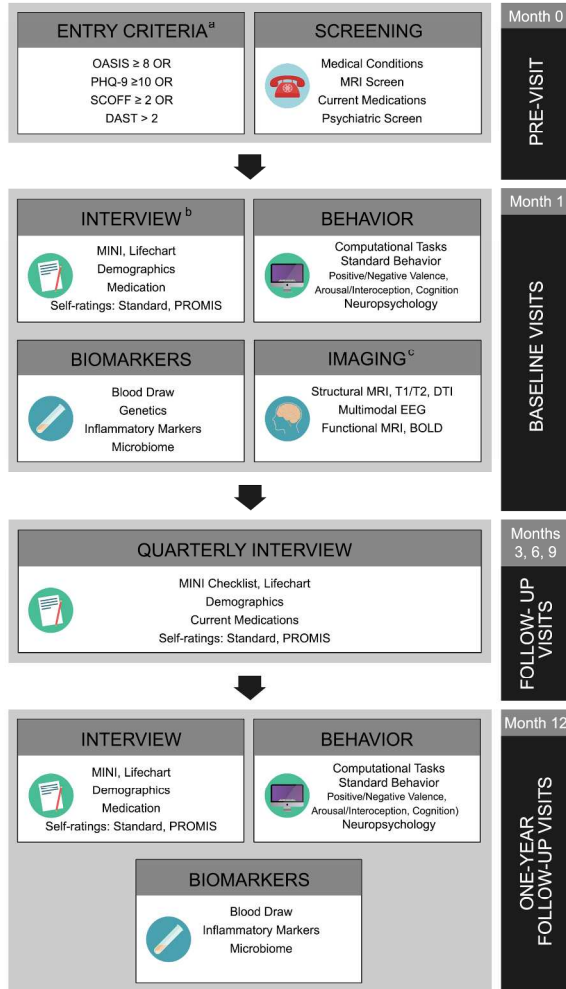 Month 0
PRE-VISIT
ENTRY CRITERIA a
OASIS ≥ 8 OR
PHQ-9 ≥10 OR
SCOFF ≥ 2 OR
DAST > 2
SCREENING
Medical Conditions
MRI Screen
Current Medications
Psychiatric Screen
Month 1
BASELINE VISITS
INTERVIEW b
MINI, Lifechart
Demographics
Medication
Self-ratings: Standard, PROMIS
BEHAVIOR
Computational Tasks
Standard Behavior
Positive/Negative Valence,
Arousal/Interoception, Cognition
Neuropsychology
BIOMARKERS
Blood Draw
Genetics
Inflammatory Markers
Microbiome
IMAGING c
Structural MRI, T1/T2, DTI
Multimodal EEG
Functional MRI, BOLD
Months
3, 6, 9
FOLLOW- UP
VISITS
QUARTERLY INTERVIEW
MINI Checklist, Lifechart
Demographics
Current Medications
Self-ratings: Standard, PROMIS
Month 12
ONE-YEAR
FOLLOW-UP VISITS
INTERVIEW
MINI, Lifechart
Demographics
Medication
Self-ratings: Standard, PROMIS
BEHAVIOR
Computational Tasks
Standard Behavior
Positive/Negative Valence,
Arousal/Interoception, Cognition)
Neuropsychology
BIOMARKERS
Blood Draw
Inflammatory Markers
Microbiome